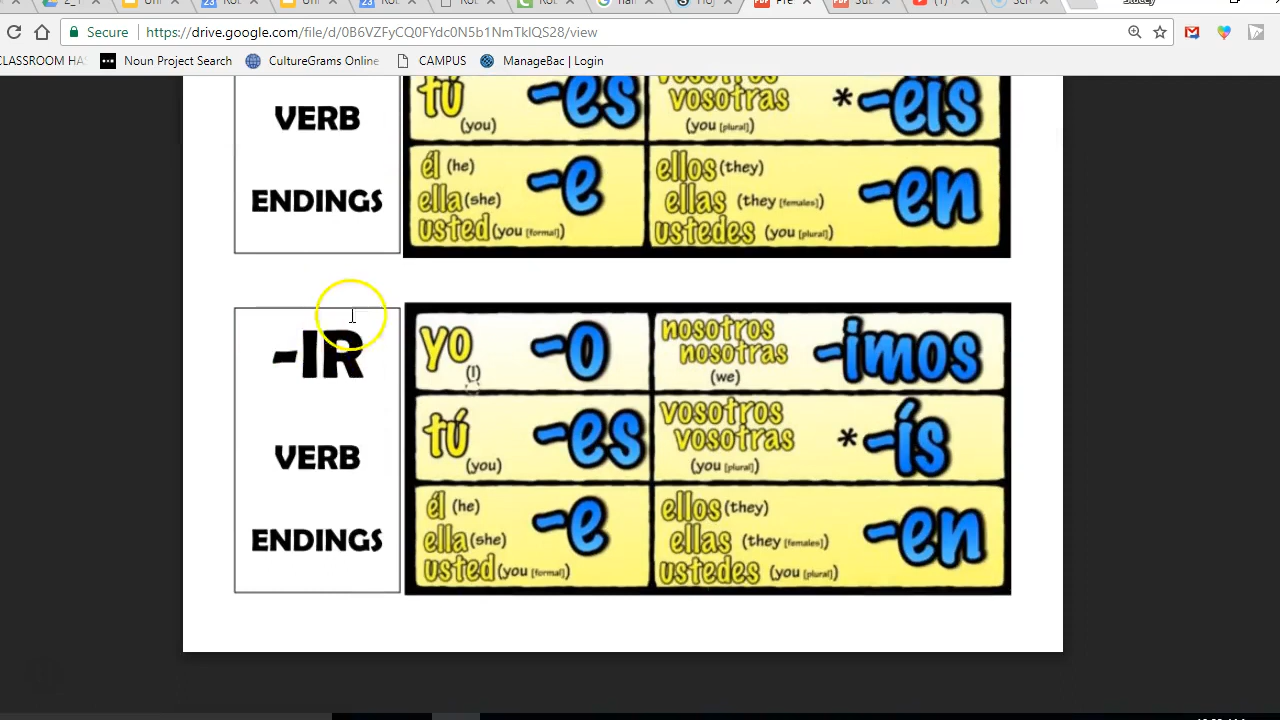 Secure https://drive.google.com/file/d/0B6VZFyCQ0FYdc0N5b1NmTklQS28/view
CLASSROOM Noun Project Search CultureGrams Online CAMPUS ManageBac | Login
VERB
ENDINGS
tú -es
(you)
vosotros
vosotras *-éis
(you [plural])
él (he)
ella (she) -e
usted (you [formal])
ellos (they)
ellas (they [females]) -en
ustedes (you [plural])
-IR
VERB
ENDINGS
yo -o
(I)
nosotros
nosotras -imos
(we)
tú -es
(you)
vosotros
vosotras *-ís
(you [plural])
él (he)
ella (she) -e
usted (you [formal])
ellos (they)
ellas (they [females]) -en
ustedes (you [plural])